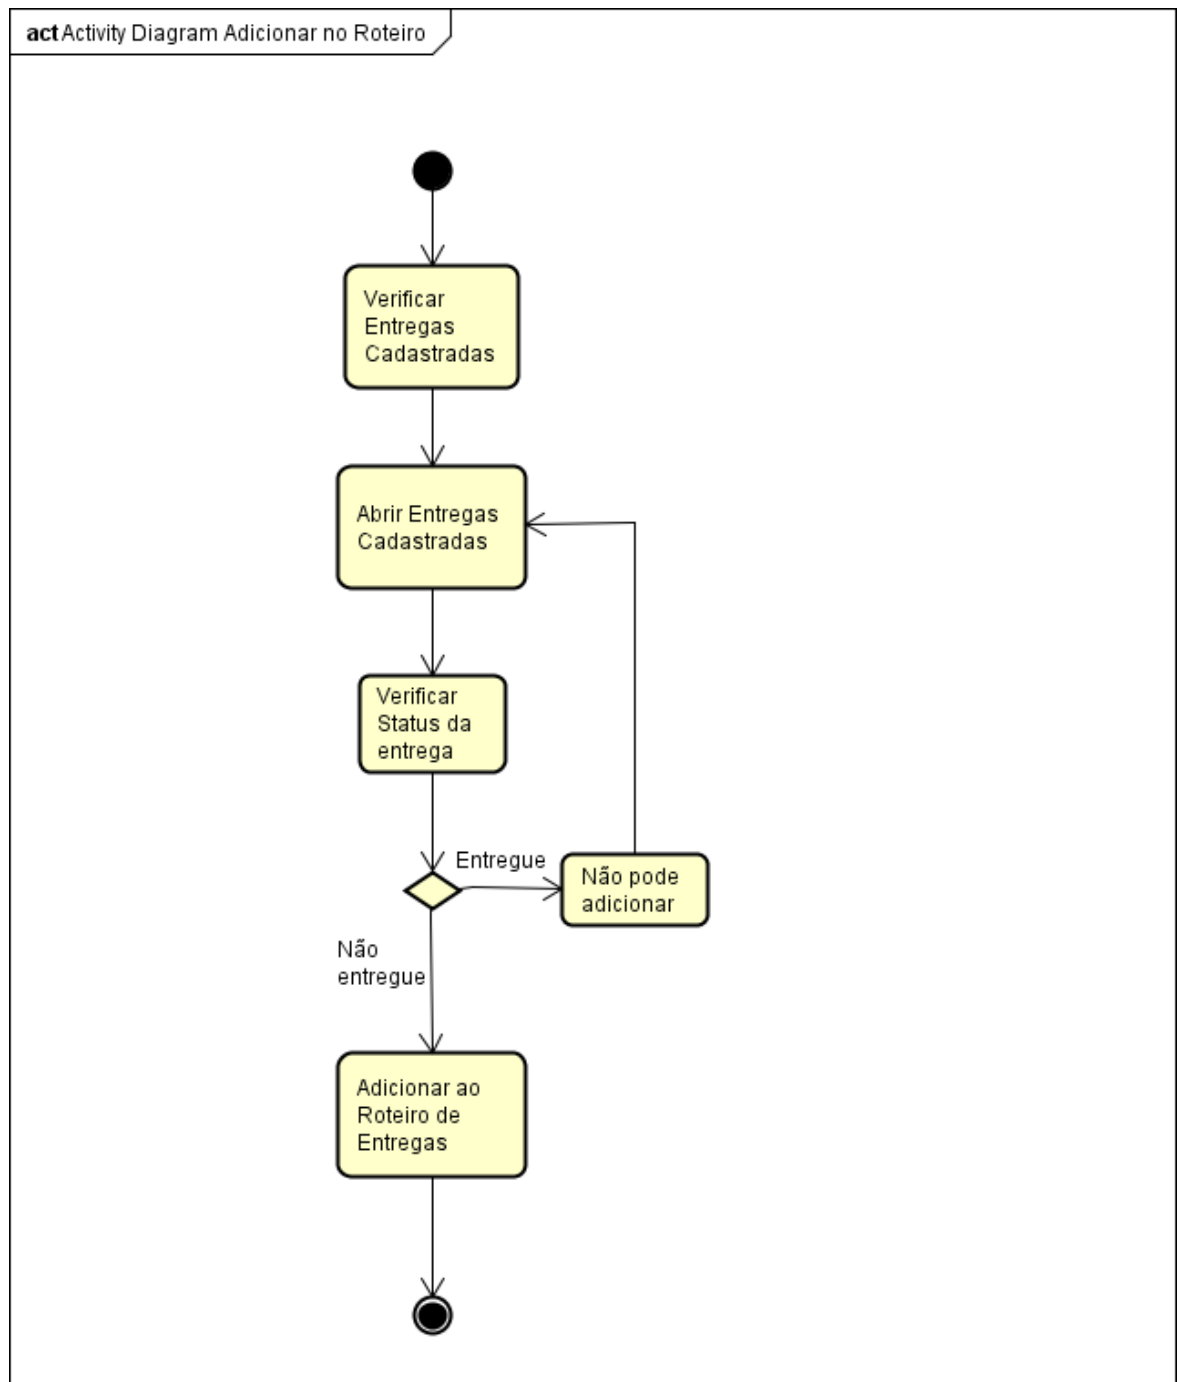 act Activity Diagram Adicionar no Roteiro
Verificar
Entregas
Cadastradas
Abrir Entregas
Cadastradas
Verificar
Status da
entrega
Entregue
Não pode
adicionar
Não
entregue
Adicionar ao
Roteiro de
Entregas